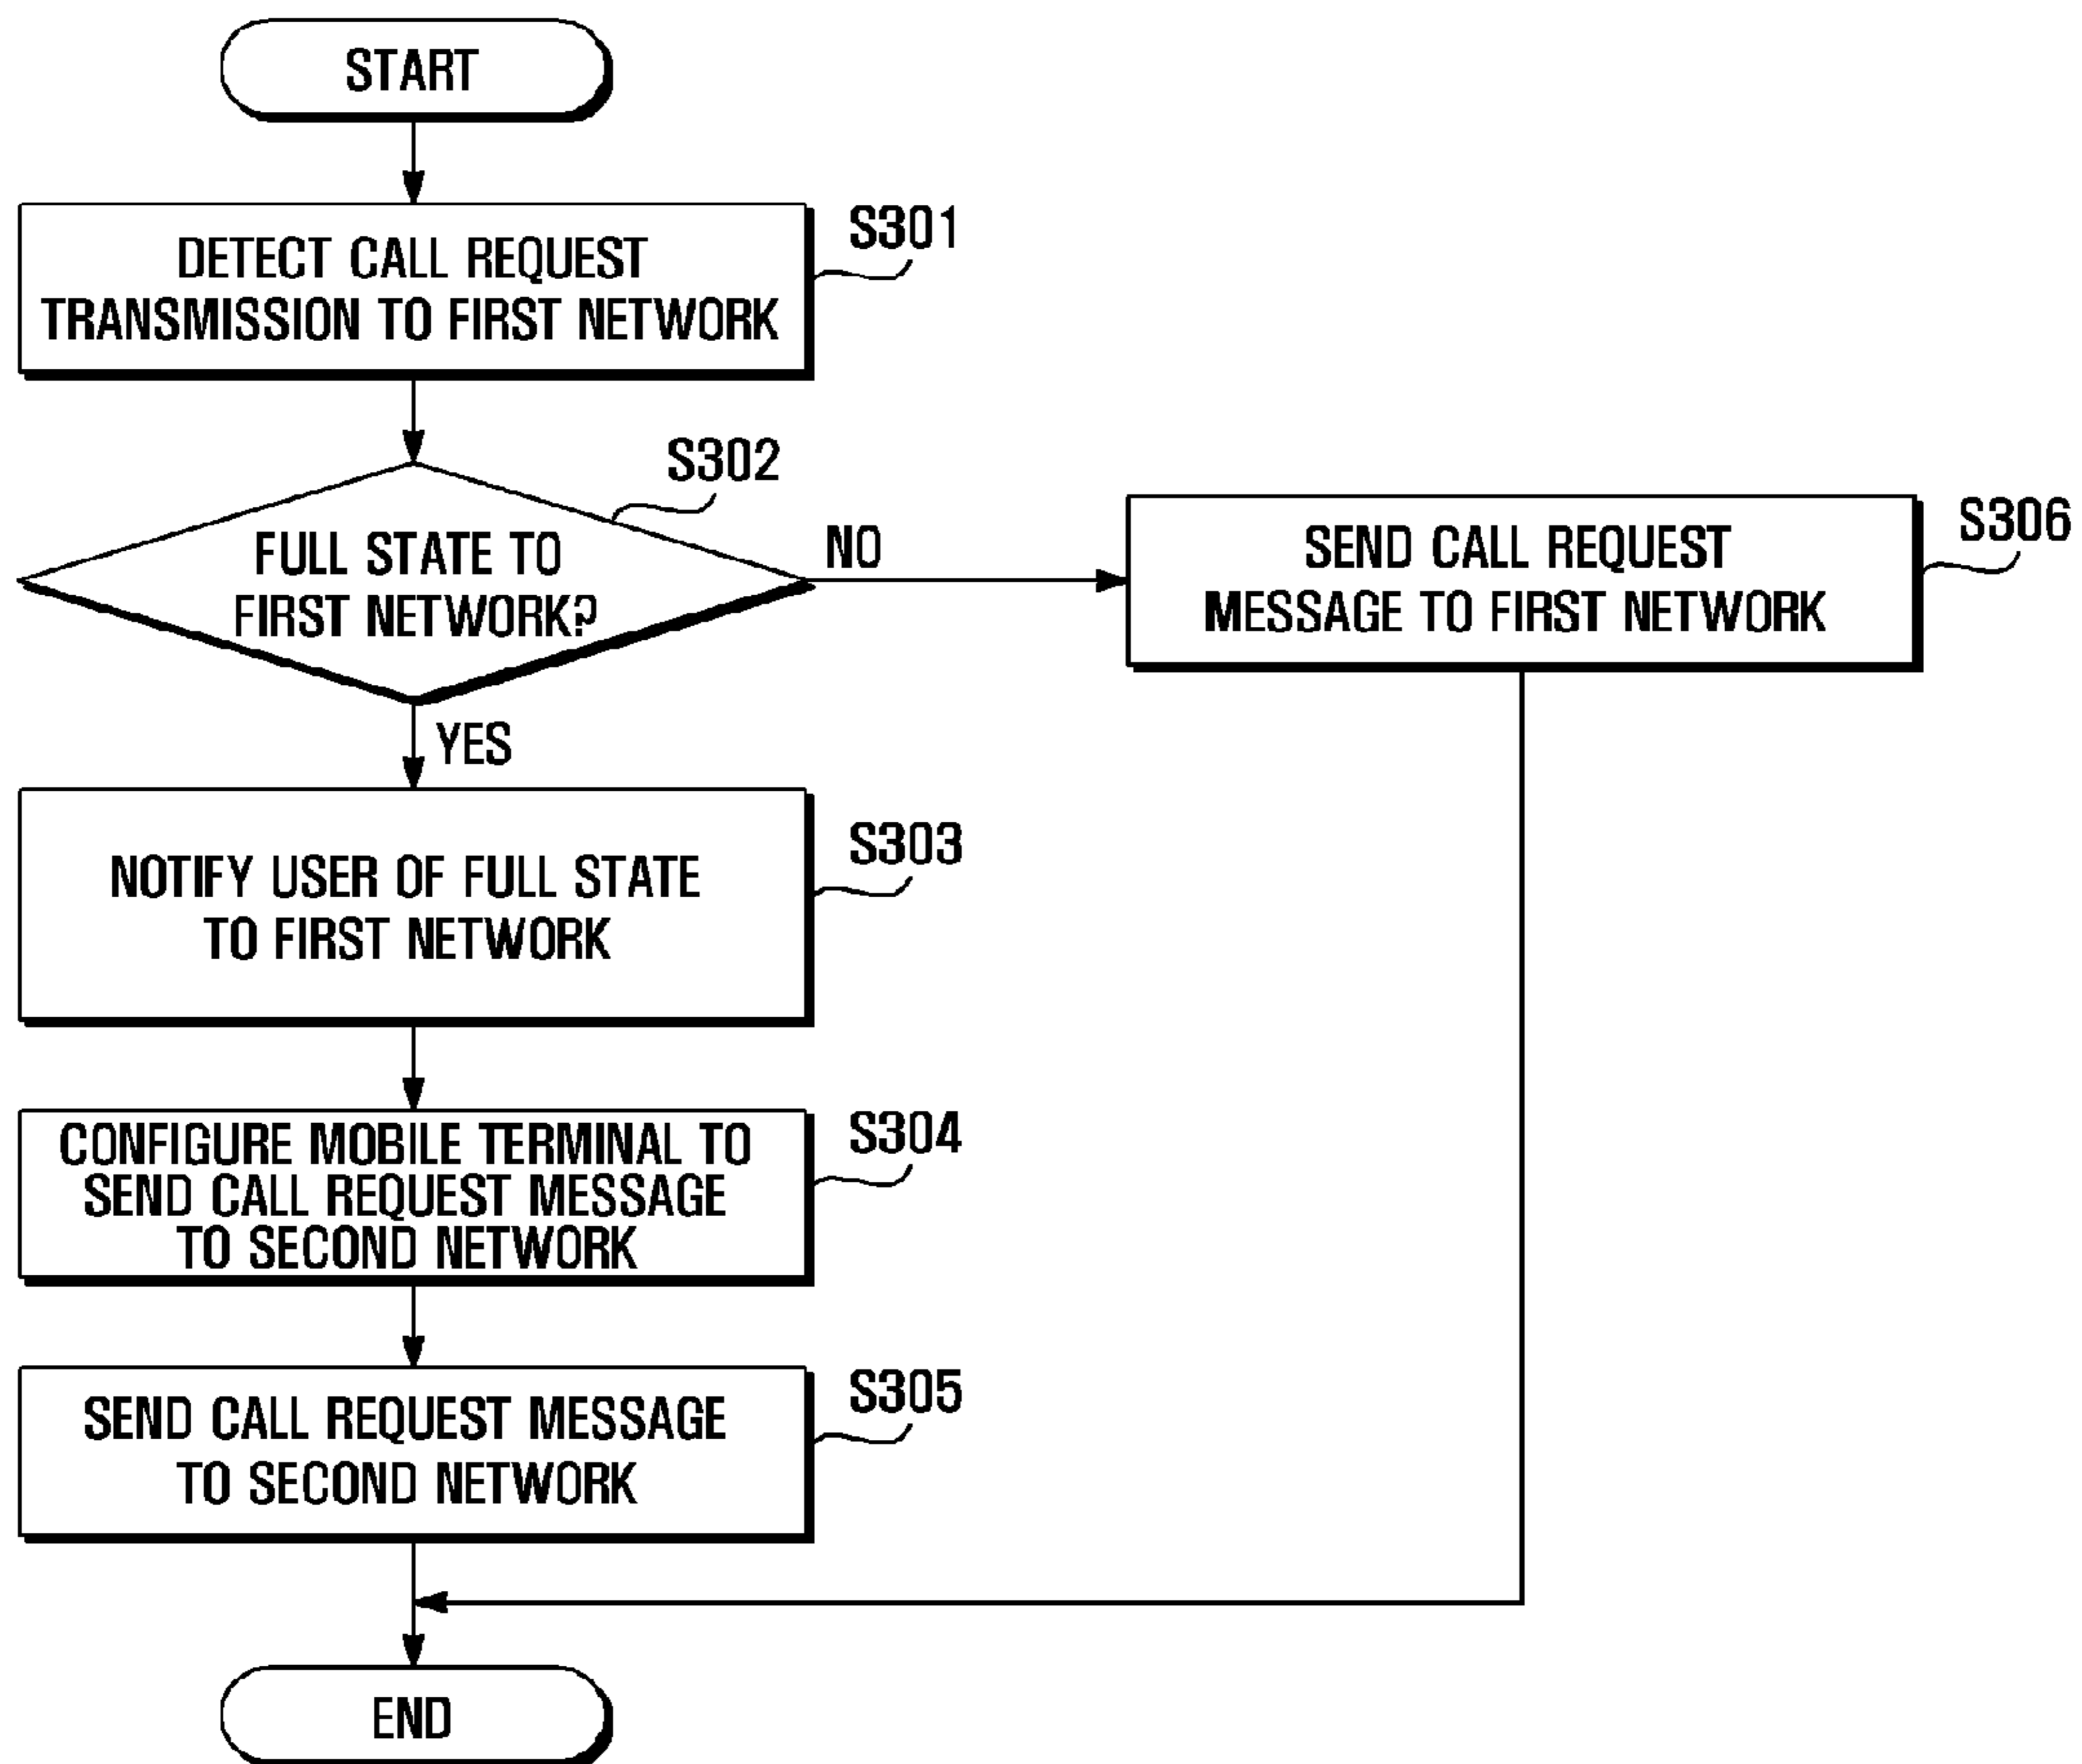 START
DETECT CALL REQUEST
TRANSMISSION TO FIRST NETWORK
S301
S302
FULL STATE TO
FIRST NETWORK?
NO
SEND CALL REQUEST
MESSAGE TO FIRST NETWORK
S306
YES
NOTIFY USER OF FULL STATE
TO FIRST NETWORK
S303
CONFIGURE MOBILE TERMINAL TO
SEND CALL REQUEST MESSAGE
TO SECOND NETWORK
S304
SEND CALL REQUEST MESSAGE
TO SECOND NETWORK
S305
END